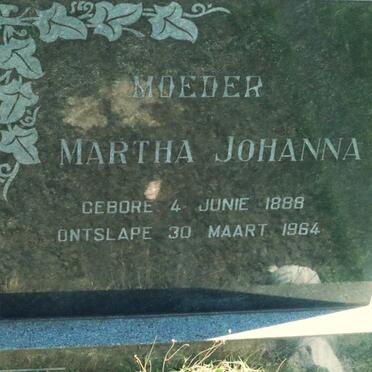 MOEDER
MARTHA JOHANNA
GEBORE 4 JUNIE 1888
ONTSLAPE 30 MAART 1964